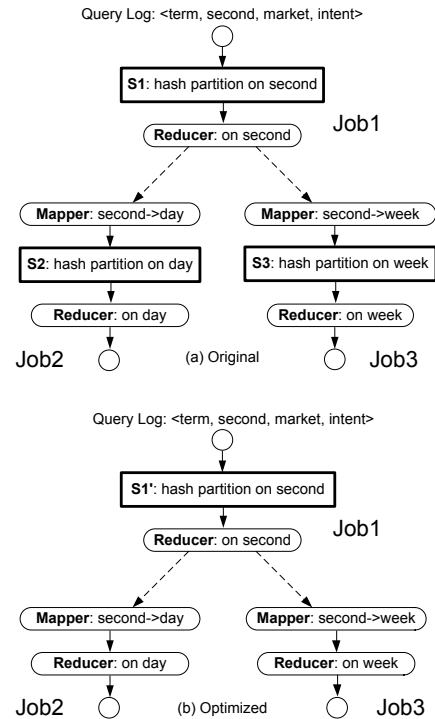 Query Log: <term, second, market, intent>
S1: hash partition on second
Job1
Reducer: on second
Mapper: second->day
Mapper: second->week
S2: hash partition on day
S3: hash partition on week
Reducer: on day
Reducer: on week
Job2
(a) Original
Job3
Query Log: <term, second, market, intent>
S1': hash partition on second
Job1
Reducer: on second
Mapper: second->day
Mapper: second->week
Reducer: on day
Reducer: on week
Job2
(b) Optimized
Job3